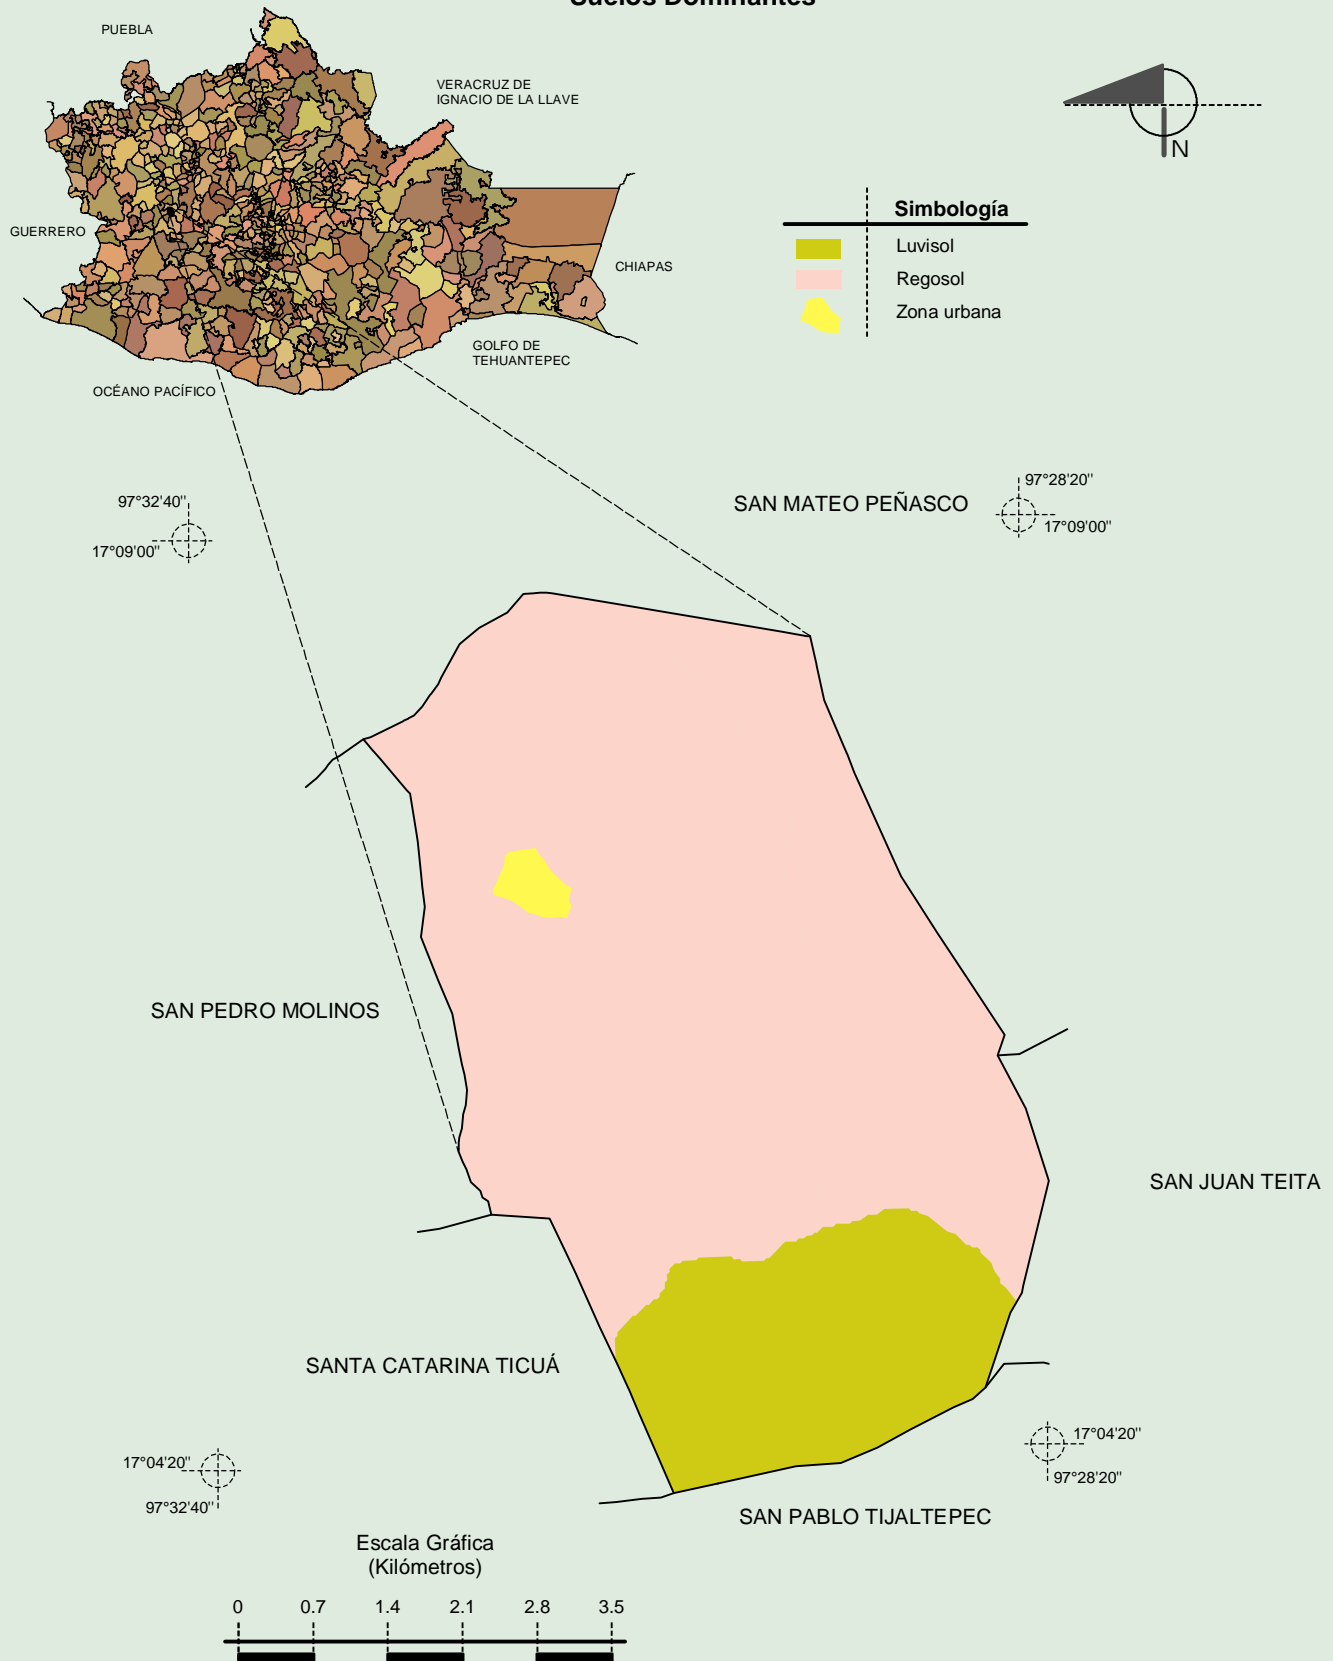 Suelos Dominantes
PUEBLA
VERACRUZ DE
IGNACIO DE LA LLAVE
N
Simbología
GUERRERO
Luvisol
CHIAPAS
Regosol
Zona urbana
GOLFO DE
TEHUANTEPEC
OCÉANO PACÍFICO
97°28'20"
97°32'40"
SAN MATEO PEÑASCO
17°09'00"
17°09'00"
SAN PEDRO MOLINOS
SAN JUAN TEITA
SANTA CATARINA TICUÁ
17°04'20"
17°04'20"
97°28'20"
97°32'40"
SAN PABLO TIJALTEPEC
Escala Gráfica
(Kilómetros)
0 0.7 1.4 2.1 2.8 3.5